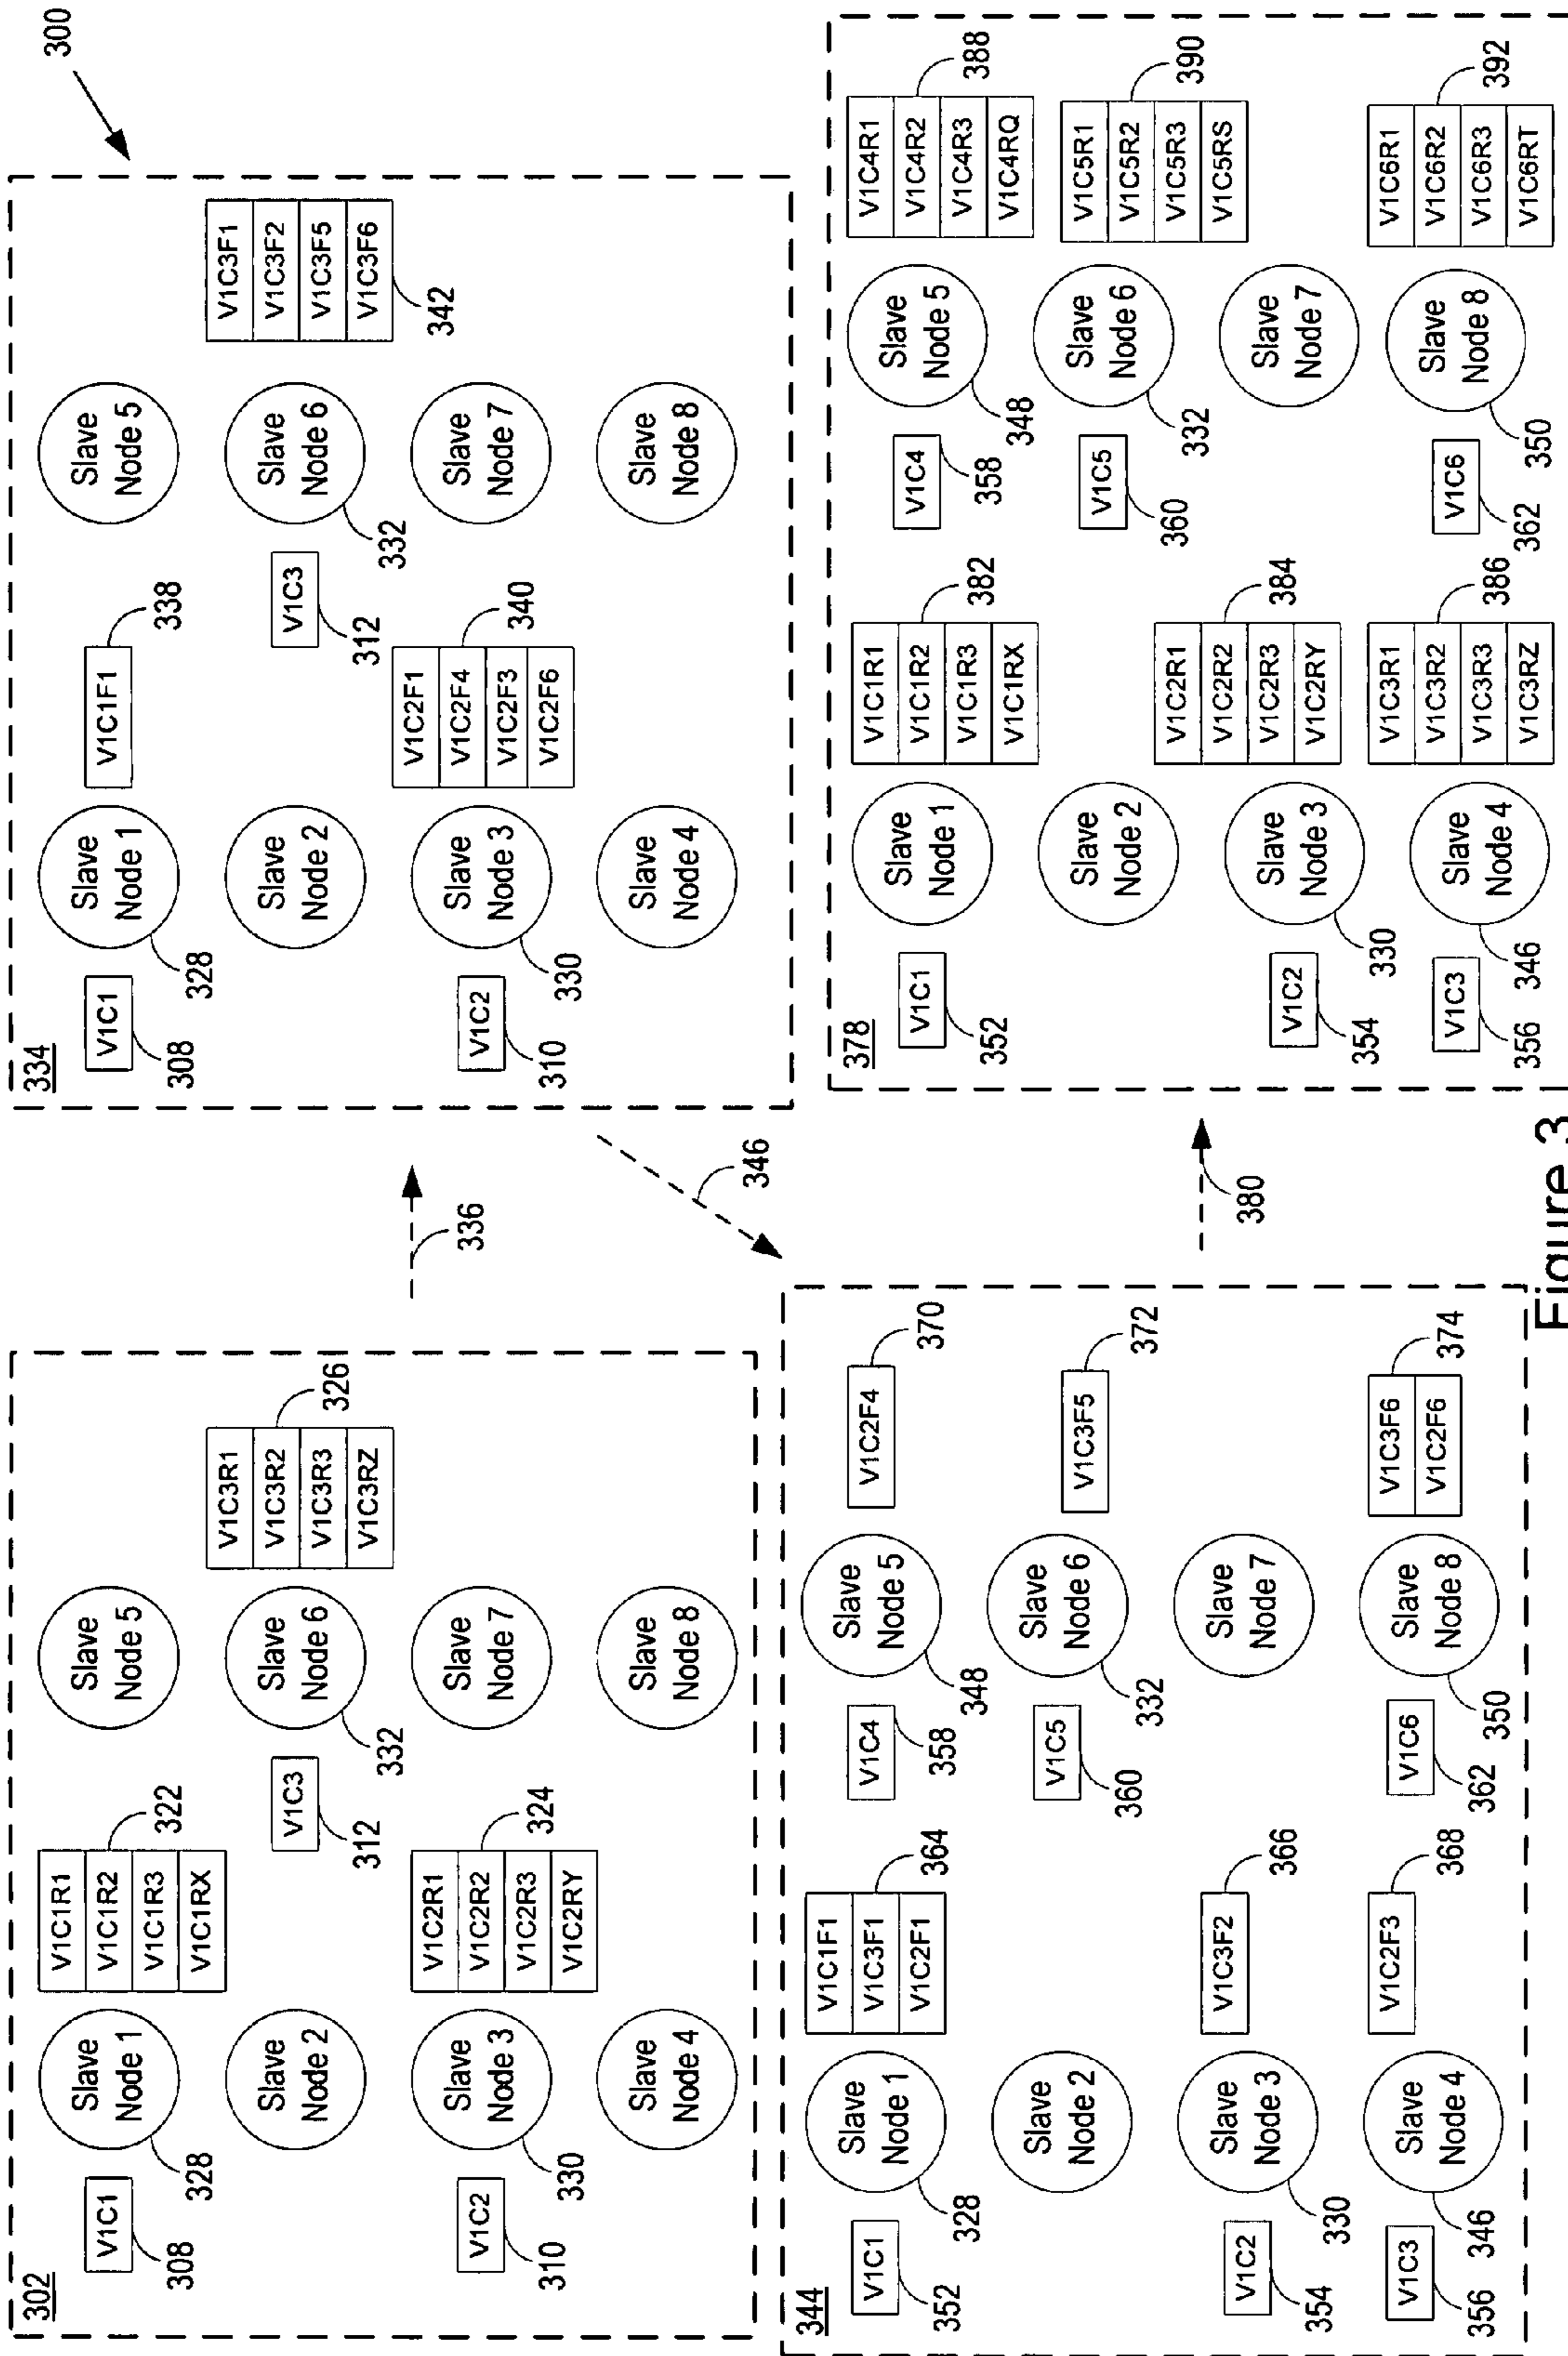 300
302
V1C1
308
Slave
Node 1
328
V1C1R1
V1C1R2
V1C1R3
V1C1RX
322
Slave
Node 2
V1C2
310
Slave
Node 3
330
V1C2R1
V1C2R2
V1C2R3
V1C2RY
324
Slave
Node 4
Slave
Node 5
V1C3
312
Slave
Node 6
332
V1C3R1
V1C3R2
V1C3R3
V1C3RZ
326
Slave
Node 7
Slave
Node 8
336
334
V1C1
308
Slave
Node 1
328
V1C1F1
338
Slave
Node 2
V1C2
310
Slave
Node 3
330
V1C2F1
V1C2F4
V1C2F3
V1C2F6
340
Slave
Node 4
Slave
Node 5
V1C3
312
Slave
Node 6
332
V1C3F1
V1C3F2
V1C3F5
V1C3F6
342
Slave
Node 7
Slave
Node 8
346
344
V1C1
352
Slave
Node 1
328
V1C1F1
V1C3F1
V1C2F1
364
Slave
Node 2
V1C2
354
Slave
Node 3
330
V1C3F2
366
V1C3
356
Slave
Node 4
346
V1C2F3
368
V1C4
358
Slave
Node 5
348
V1C2F4
370
V1C5
360
Slave
Node 6
332
V1C3F5
372
Slave
Node 7
V1C6
362
Slave
Node 8
350
V1C3F6
V1C2F6
374
380
378
V1C1
352
Slave
Node 1
V1C1R1
V1C1R2
V1C1R3
V1C1RX
382
Slave
Node 2
V1C2
354
Slave
Node 3
330
V1C2R1
V1C2R2
V1C2R3
V1C2RY
384
V1C3
356
Slave
Node 4
346
V1C3R1
V1C3R2
V1C3R3
V1C3RZ
386
V1C4
358
Slave
Node 5
348
V1C4R1
V1C4R2
V1C4R3
V1C4RQ
388
V1C5
360
Slave
Node 6
332
V1C5R1
V1C5R2
V1C5R3
V1C5RS
390
Slave
Node 7
V1C6
362
Slave
Node 8
350
V1C6R1
V1C6R2
V1C6R3
V1C6RT
392
Figure 3